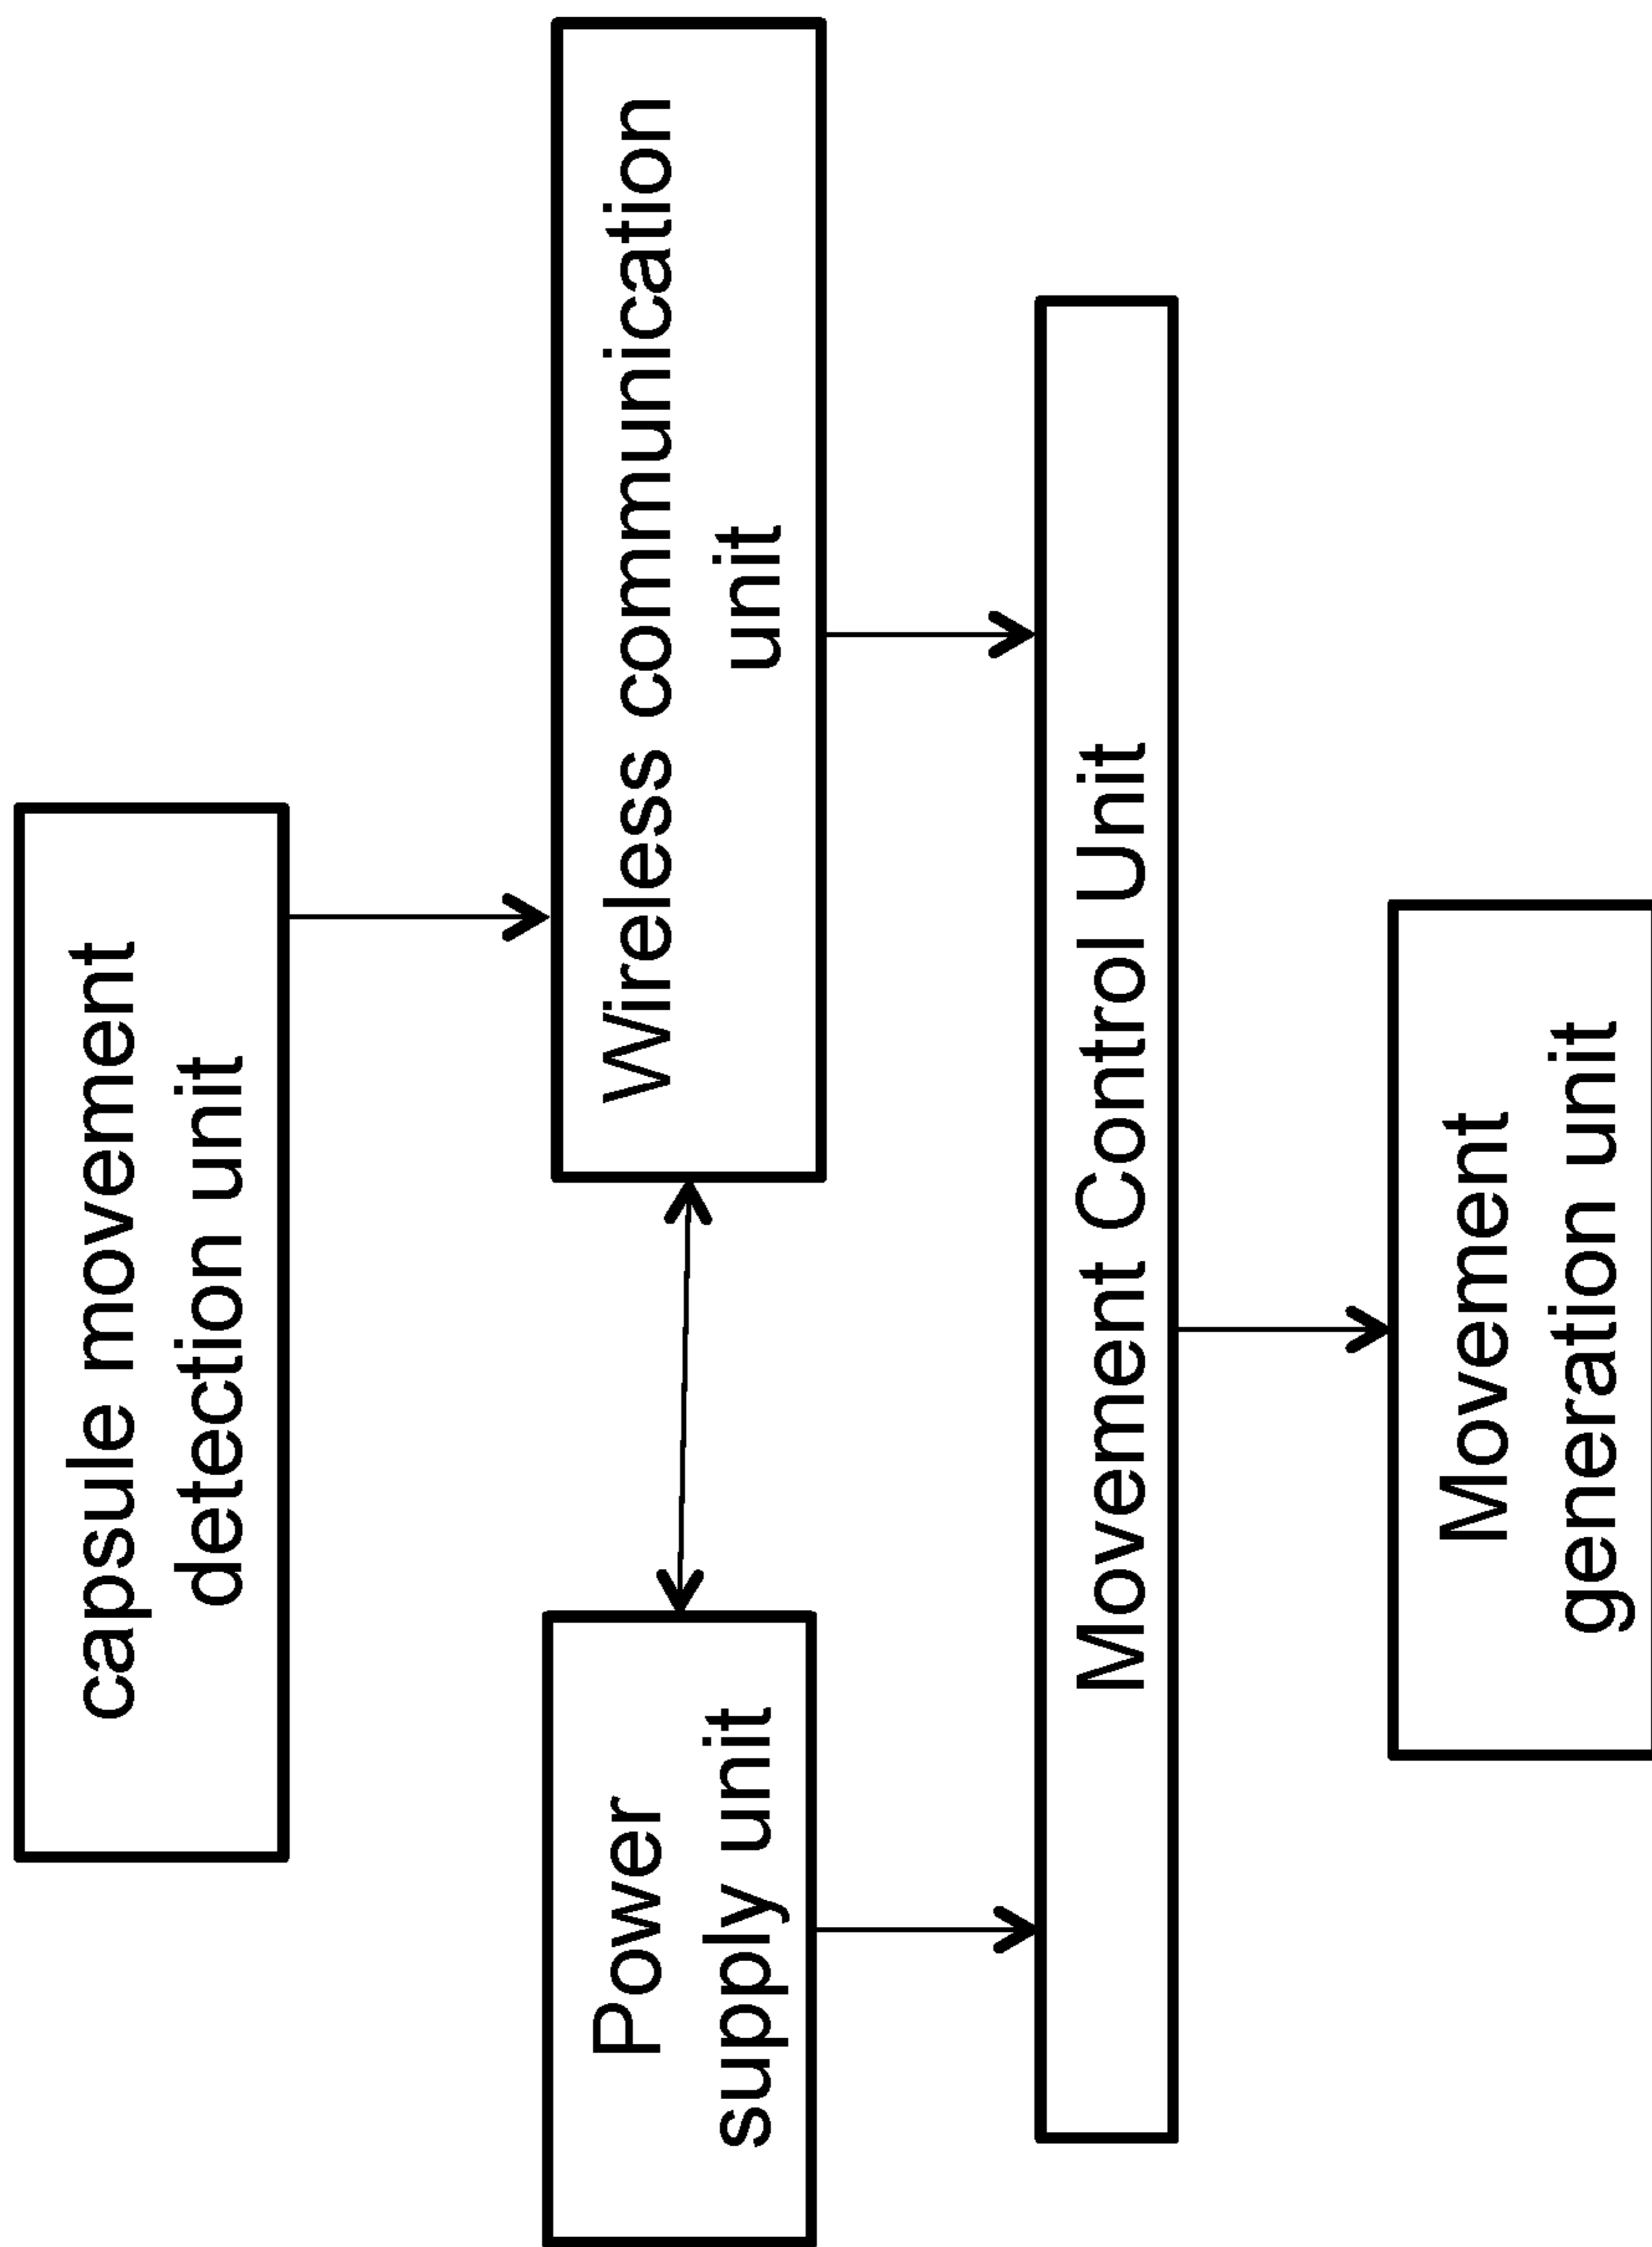 capsule movement
detection unit
Power
supply unit
Wireless communication
unit
Movement Control Unit
Movement
generation unit